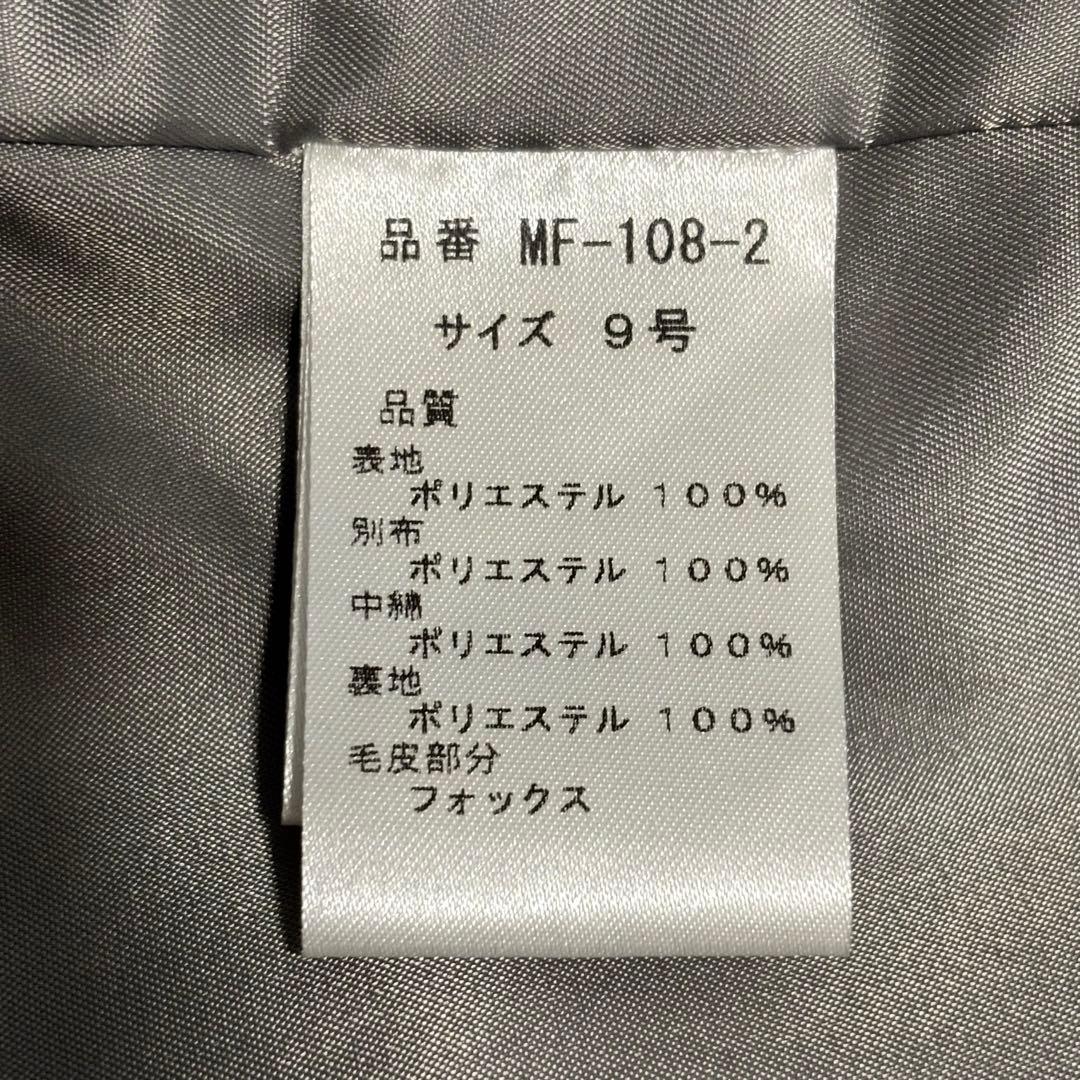 品番 MF-108-2
サイズ 9号
品質
表地
ポリエステル 100%
別布
ポリエステル 100%
中綿
ポリエステル 100%
裏地
ポリエステル 100%
毛皮部分
フォックス